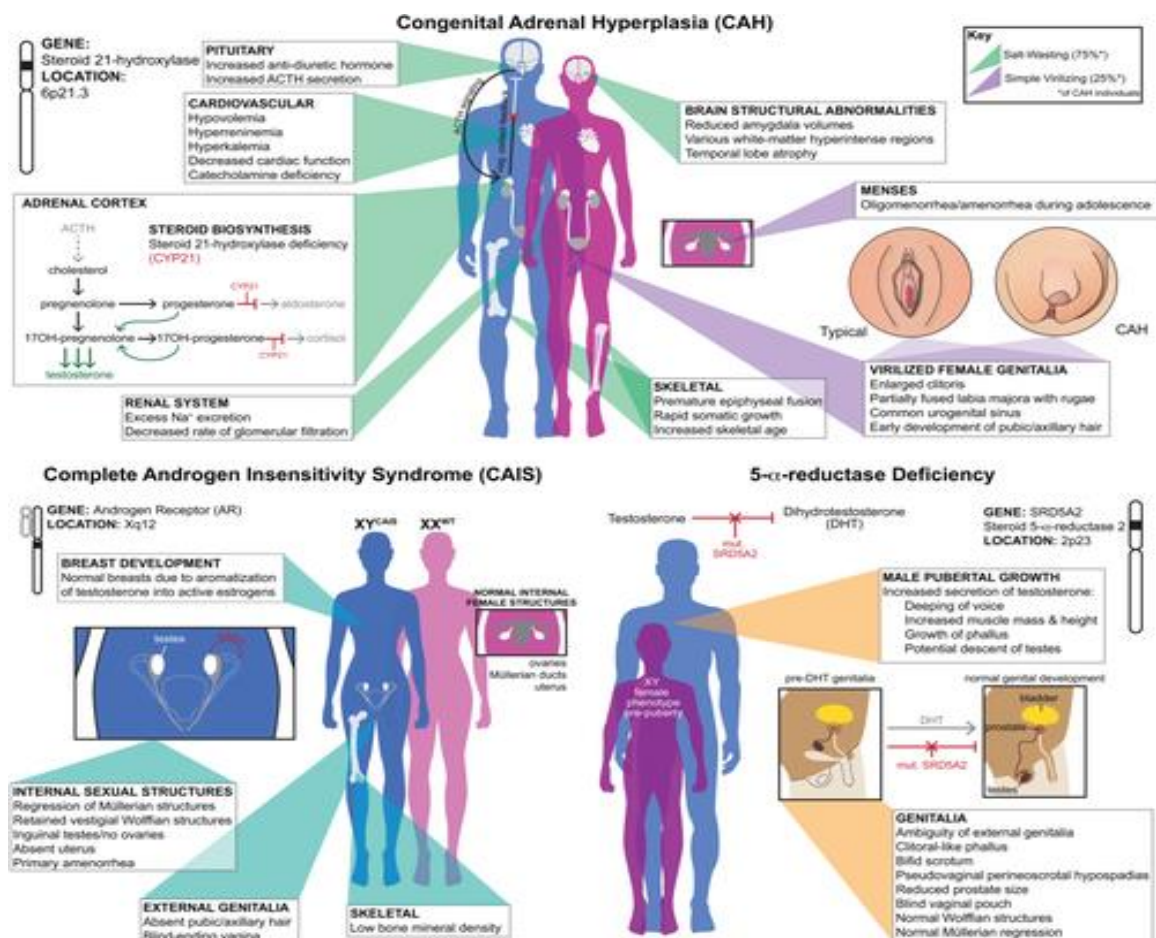 Congenital Adrenal Hyperplasia (CAH)
GENE:
Steroid 21-hydroxylase
LOCATION:
6p21.3
PITUITARY
Increased anti-diuretic hormone
Increased ACTH secretion
CARDIOVASCULAR
Hypovolemia
Hyperreninemia
Hyperkalemia
Decreased cardiac function
Catecholamine deficiency
ADRENAL CORTEX
STEROID BIOSYNTHESIS
Steroid 21-hydroxylase deficiency
(CYP21)
ACTH
cholesterol
pregnenolone
progesterone
CYP21
aldosterone
17OH-pregnenolone
17OH-progesterone
CYP21
cortisol
testosterone
RENAL SYSTEM
Excess Na⁺ excretion
Decreased rate of glomerular filtration
Key
Salt-Wasting (75%*)
Simple Virilizing (25%*)
*of CAH individuals
BRAIN STRUCTURAL ABNORMALITIES
Reduced amygdala volumes
Various white-matter hyperintense regions
Temporal lobe atrophy
MENSES
Oligomenorrhea/amenorrhea during adolescence
Typical
CAH
SKELETAL
Premature epiphyseal fusion
Rapid somatic growth
Increased skeletal age
VIRILIZED FEMALE GENITALIA
Enlarged clitoris
Partially fused labia majora with rugae
Common urogenital sinus
Early development of pubic/axillary hair
Complete Androgen Insensitivity Syndrome (CAIS)
GENE: Androgen Receptor (AR)
LOCATION: Xq12
XY^CAIS
XX^WT
BREAST DEVELOPMENT
Normal breasts due to aromatization
of testosterone into active estrogens
testes
NORMAL INTERNAL
FEMALE STRUCTURES
ovaries
Müllerian ducts
uterus
INTERNAL SEXUAL STRUCTURES
Regression of Müllerian structures
Retained vestigial Wolffian structures
Inguinal testes/no ovaries
Absent uterus
Primary amenorrhea
EXTERNAL GENITALIA
Absent pubic/axillary hair
Blind-ending vagina
SKELETAL
Low bone mineral density
5-α-reductase Deficiency
Testosterone
Dihydrotestosterone
(DHT)
mut.
SRD5A2
GENE: SRD5A2
Steroid 5-α-reductase 2
LOCATION: 2p23
MALE PUBERTAL GROWTH
Increased secretion of testosterone:
Deeping of voice
Increased muscle mass & height
Growth of phallus
Potential descent of testes
XY
female
phenotype
pre-puberty
pre-DHT genitalia
normal genital development
DHT
mut. SRD5A2
bladder
prostate
testes
GENITALIA
Ambiguity of external genitalia
Clitoral-like phallus
Bifid scrotum
Pseudovaginal perineoscrotal hypospadias
Reduced prostate size
Blind vaginal pouch
Normal Wolffian structures
Normal Müllerian regression